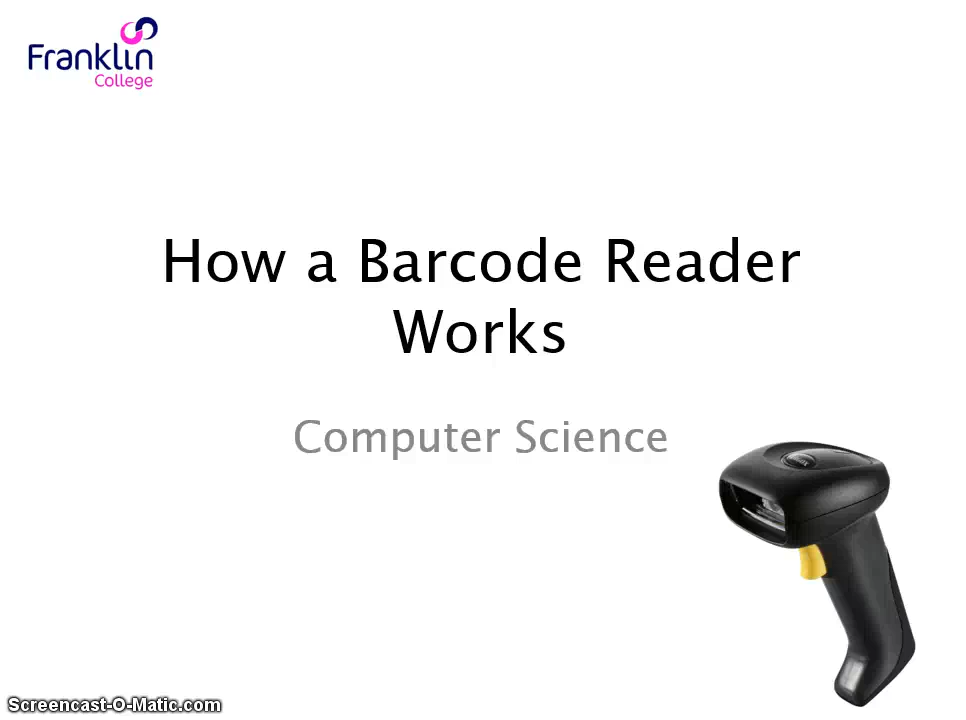 Franklin
College
How a Barcode Reader
Works
Computer Science
Screencast-O-Matic.com